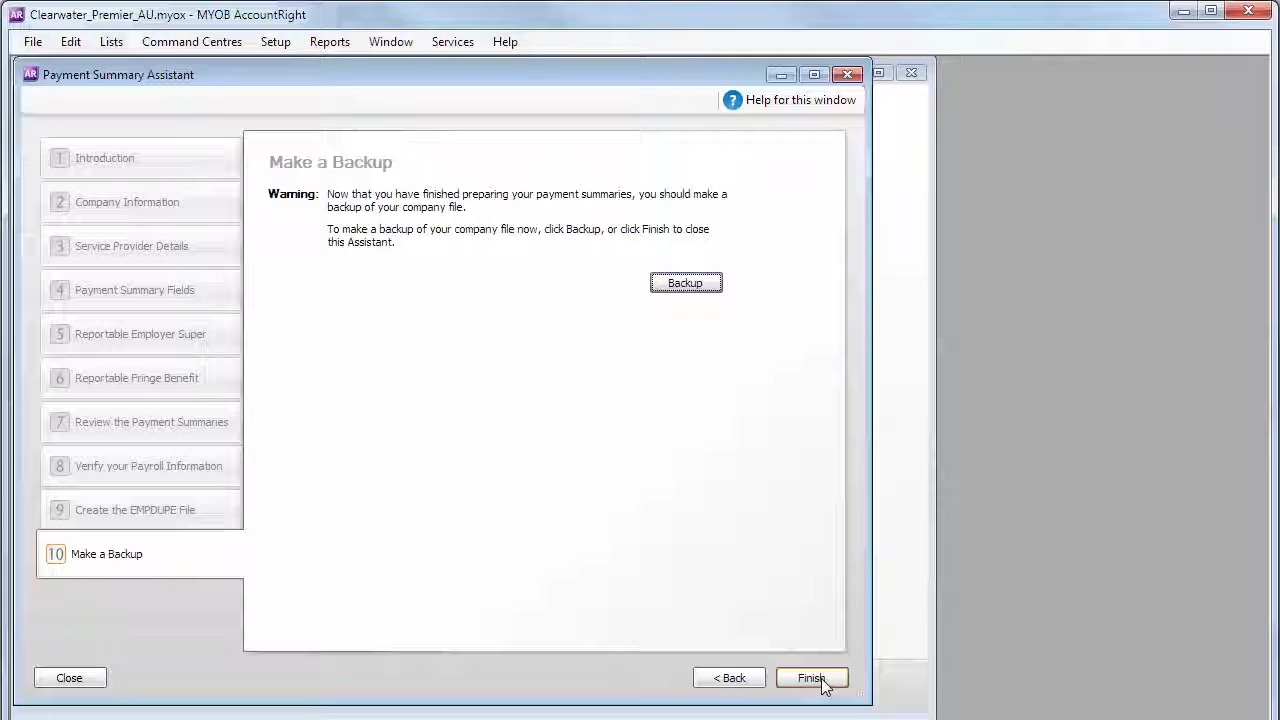 AR Clearwater_Premier_AU.myox - MYOB AccountRight
File Edit Lists Command Centres Setup Reports Window Services Help
AR Payment Summary Assistant
? Help for this window
1 Introduction
2 Company Information
3 Service Provider Details
4 Payment Summary Fields
5 Reportable Employer Super
6 Reportable Fringe Benefit
7 Review the Payment Summaries
8 Verify your Payroll Information
9 Create the EMPDUPE File
10 Make a Backup
Make a Backup
Warning: Now that you have finished preparing your payment summaries, you should make a
backup of your company file.
To make a backup of your company file now, click Backup, or click Finish to close
this Assistant.
Backup
Close
< Back
Finish